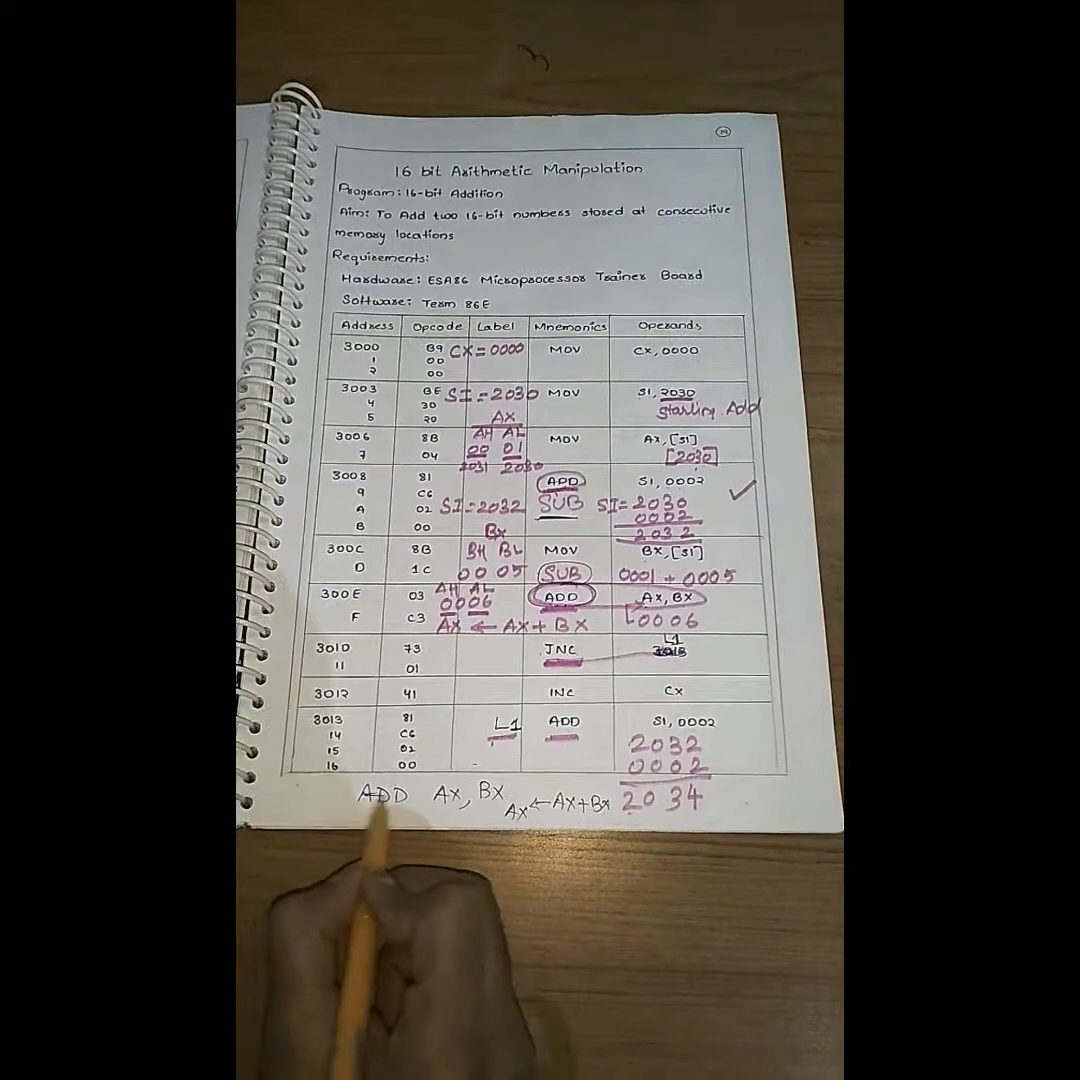 19
16 bit Arithmetic Manipulation
Program: 16-bit Addition
Aim: To Add two 16-bit numbers stored at consecutive
memory locations
Requirements:
Hardware: ESA86 Microprocessor Trainer Board
Software: Term 86E
Address Opcode Label Mnemonics Operands
3000 B9 CX=0000 MOV CX,0000
1 00
2 00
3003 BE SI=2030 MOV SI,2030
4 30 starting Add
5 20 AX
AH AL
3006 8B 00 01 MOV AX,[SI]
7 04 2031 2030 [2030]
3008 81 ADD SI,0002
9 C6
A 02 SI=2032 SUB SI=2030
0002
B 00 BX 2032
300C 8B BH BL MOV BX,[SI]
D 1C 00 05 SUB 0001 + 0005
AH AL
300E 03 0006 ADD AX,BX
F C3 AX ← AX+BX 0006
L1
3010 73 JNC
11 01
3012 41 INC CX
3013 81 L1 ADD SI,0002
14 C6 2032
15 02
16 00 0002
ADD AX, BX AX←AX+BX 2034